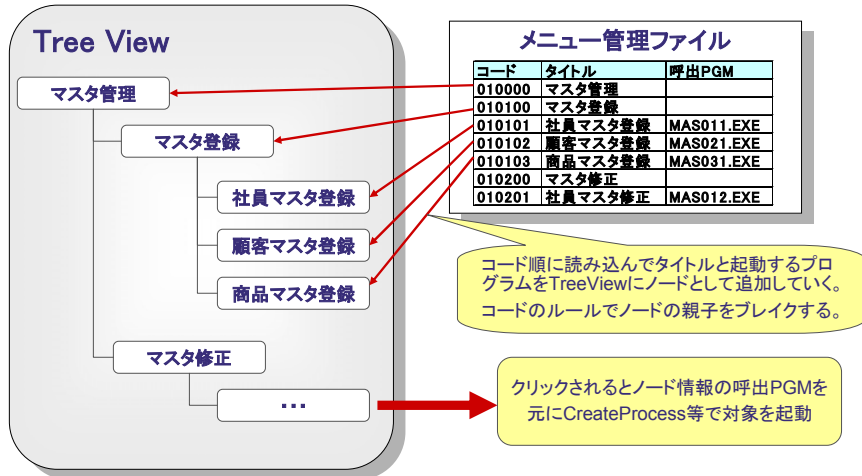 Tree View
マスタ管理
マスタ登録
社員マスタ登録
顧客マスタ登録
商品マスタ登録
マスタ修正
…
メニュー管理ファイル
コード タイトル 呼出PGM
010000 マスタ管理
010100 マスタ登録
010101 社員マスタ登録 MAS011.EXE
010102 顧客マスタ登録 MAS021.EXE
010103 商品マスタ登録 MAS031.EXE
010200 マスタ修正
010201 社員マスタ修正 MAS012.EXE
コード順に読み込んでタイトルと起動するプロ
グラムをTreeViewにノードとして追加していく。
コードのルールでノードの親子をブレイクする。
クリックされるとノード情報の呼出PGMを
元にCreateProcess等で対象を起動